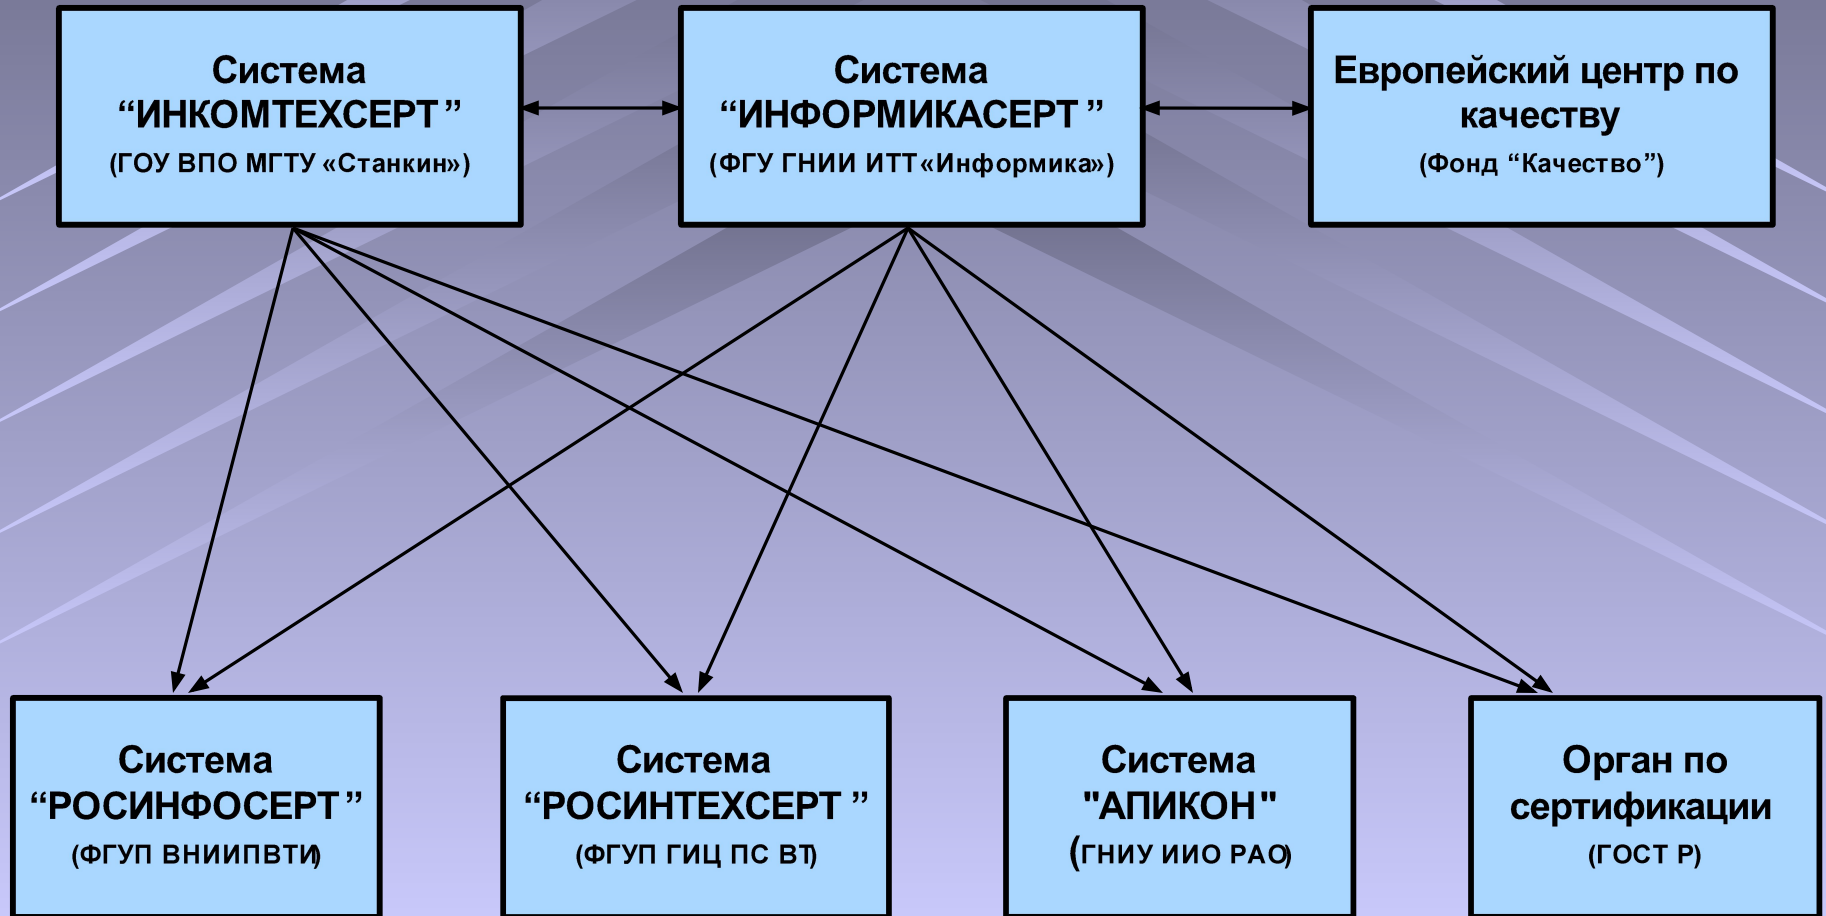 Система
“ИНКОМТЕХСЕРТ”
(ГОУ ВПО МГТУ «Станкин»)
Система
“ИНФОРМИКАСЕРТ”
(ФГУ ГНИИ ИТТ «Информика»)
Европейский центр по
качеству
(Фонд “Качество”)
Система
“РОСИНФОСЕРТ”
(ФГУП ВНИИПВТИ)
Система
“РОСИНТЕХСЕРТ”
(ФГУП ГИЦ ПС ВТ)
Система
"АПИКОН"
(ГНИУ ИИО РАО)
Орган по
сертификации
(ГОСТ Р)